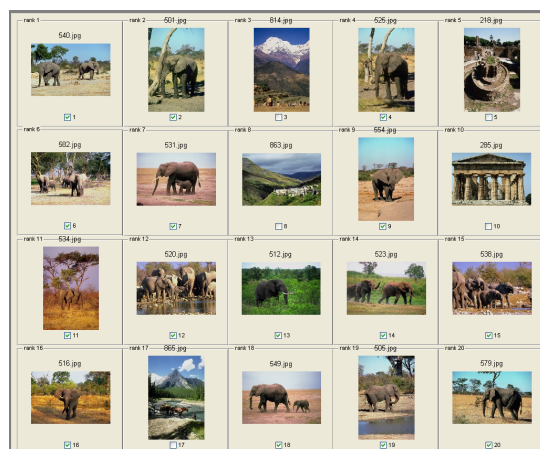 rank 1
540.jpg
1
rank 2
501.jpg
2
rank 3
814.jpg
3
rank 4
525.jpg
4
rank 5
218.jpg
5
rank 6
582.jpg
6
rank 7
531.jpg
7
rank 8
863.jpg
8
rank 9
554.jpg
9
rank 10
285.jpg
10
rank 11
534.jpg
11
rank 12
520.jpg
12
rank 13
512.jpg
13
rank 14
523.jpg
14
rank 15
538.jpg
15
rank 16
516.jpg
16
rank 17
865.jpg
17
rank 18
549.jpg
18
rank 19
505.jpg
19
rank 20
579.jpg
20